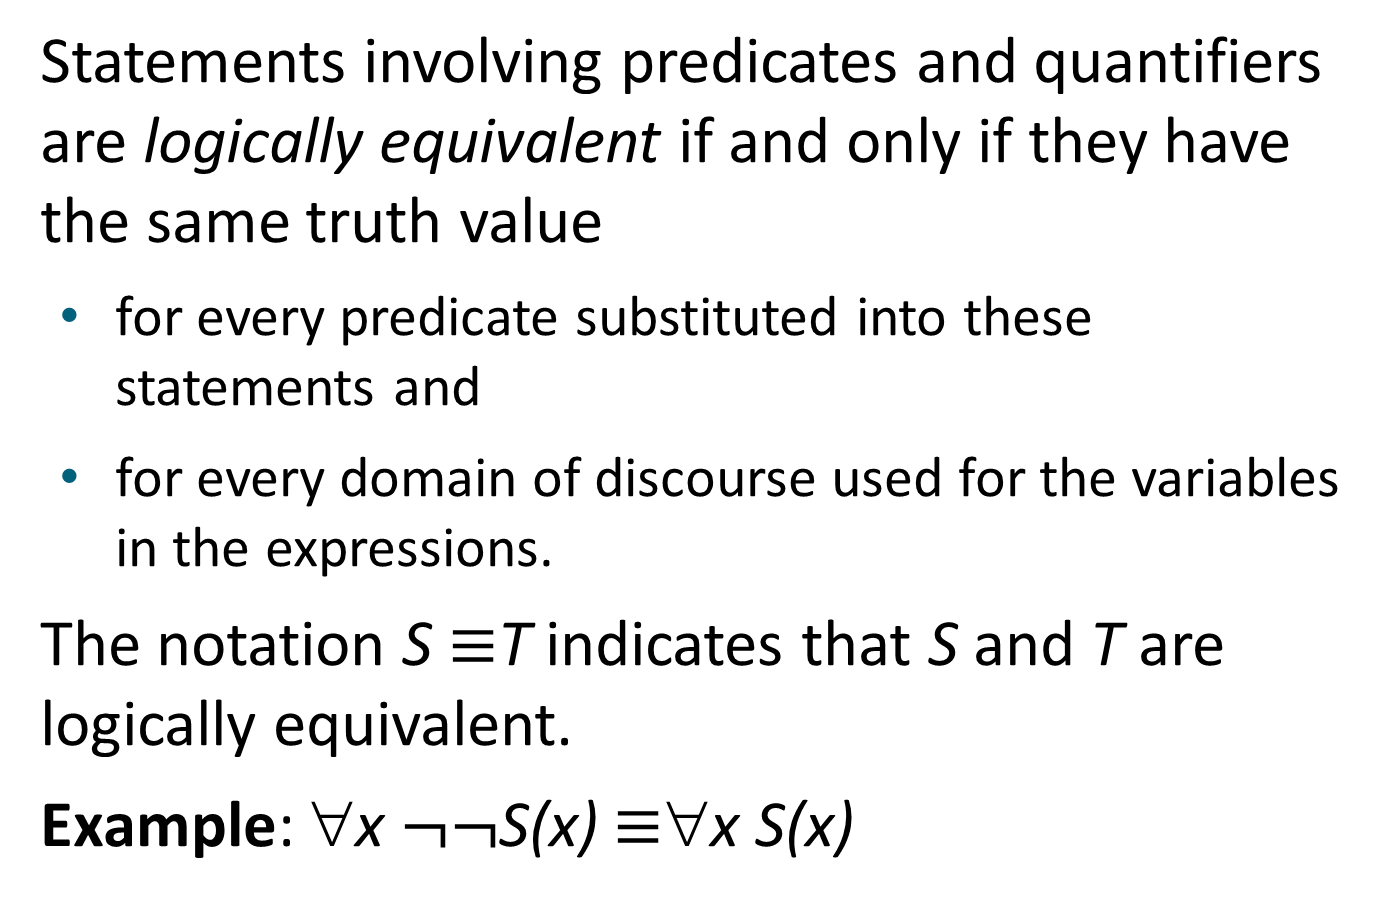 Statements involving predicates and quantifiers
are logically equivalent if and only if they have
the same truth value
• for every predicate substituted into these
statements and
• for every domain of discourse used for the variables
in the expressions.
The notation S ≡T indicates that S and T are
logically equivalent.
Example: ∀x ¬¬S(x) ≡∀x S(x)